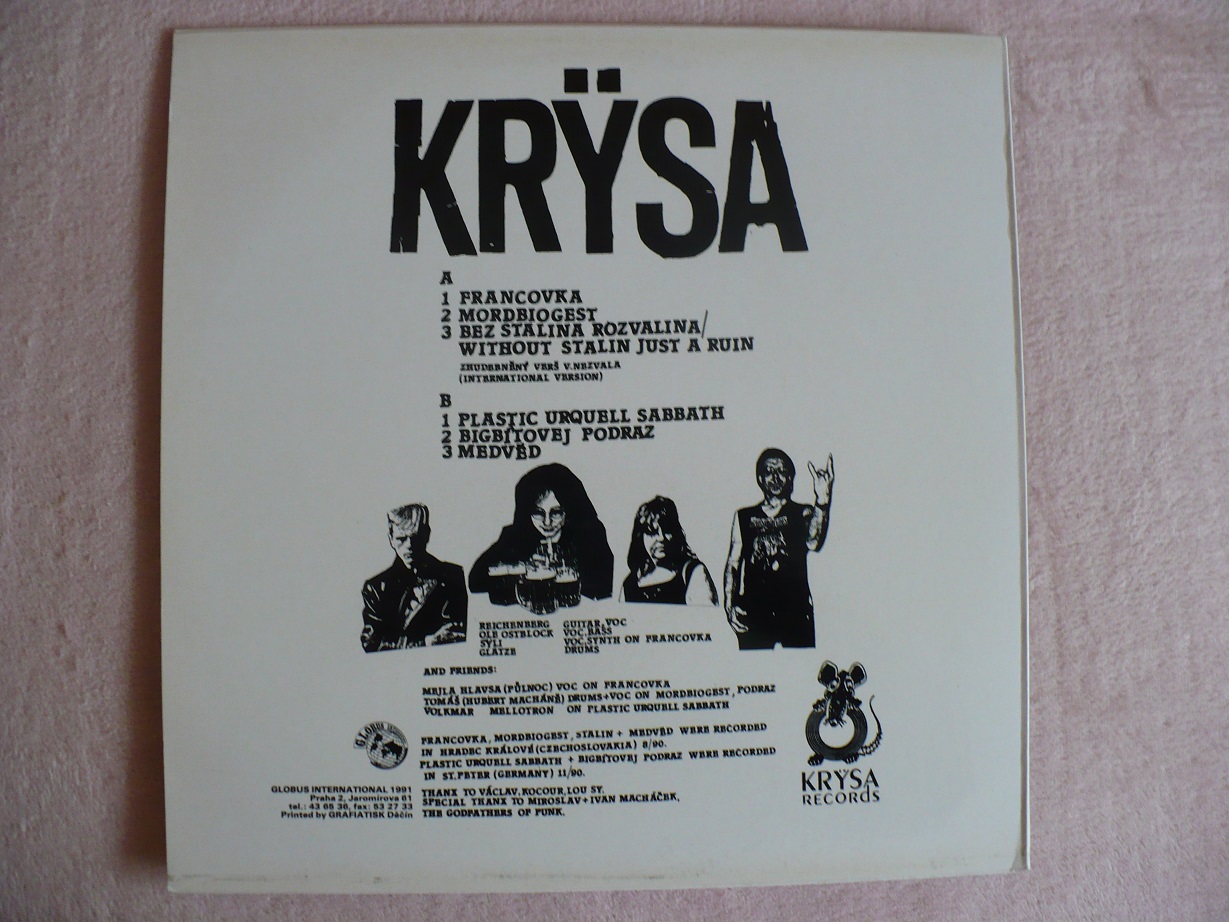 KRŸSA
A
1 FRANCOVKA
2 MORDBIOGEST
3 BEZ STALINA ROZVALINA/
WITHOUT STALIN JUST A RUIN
ZHUDEBNĚNÝ VERŠ V.NEZVALA
(INTERNATIONAL VERSION)
B
1 PLASTIC URQUELL SABBATH
2 BIGBÍTOVEJ PODRAZ
3 MEDVĚD
REICHENBERG GUITAR, VOC
OLE OSTBLOCK VOC, BASS
SYLI VOC, SYNTH ON FRANCOVKA
GLATZE DRUMS
AND FRIENDS:
MEJLA HLAVSA (PŮLNOC) VOC ON FRANCOVKA
TOMÁŠ (HUBERT MACHÁNĚ) DRUMS+VOC ON MORDBIOGEST, PODRAZ
VOLKMAR MELLOTRON ON PLASTIC URQUELL SABBATH
FRANCOVKA, MORDBIOGEST, STALIN + MEDVĚD WERE RECORDED
IN HRADEC KRÁLOVÉ (CZECHOSLOVAKIA) 8/90.
PLASTIC URQUELL SABBATH + BIGBÍTOVEJ PODRAZ WERE RECORDED
IN ST.PETER (GERMANY) 11/90.
THANX TO VÁCLAV, KOCOUR, LOU SY.
SPECIAL THANX TO MIROSLAV+IVAN MACHÁČEK,
THE GODFATHERS OF PUNK.
GLOBUS
GLOBUS INTERNATIONAL 1991
Praha 2, Jaromírova 61
tel.: 43 65 36, fax: 53 27 33
Printed by GRAFIATISK Děčín
KRŸSA
RECORdS